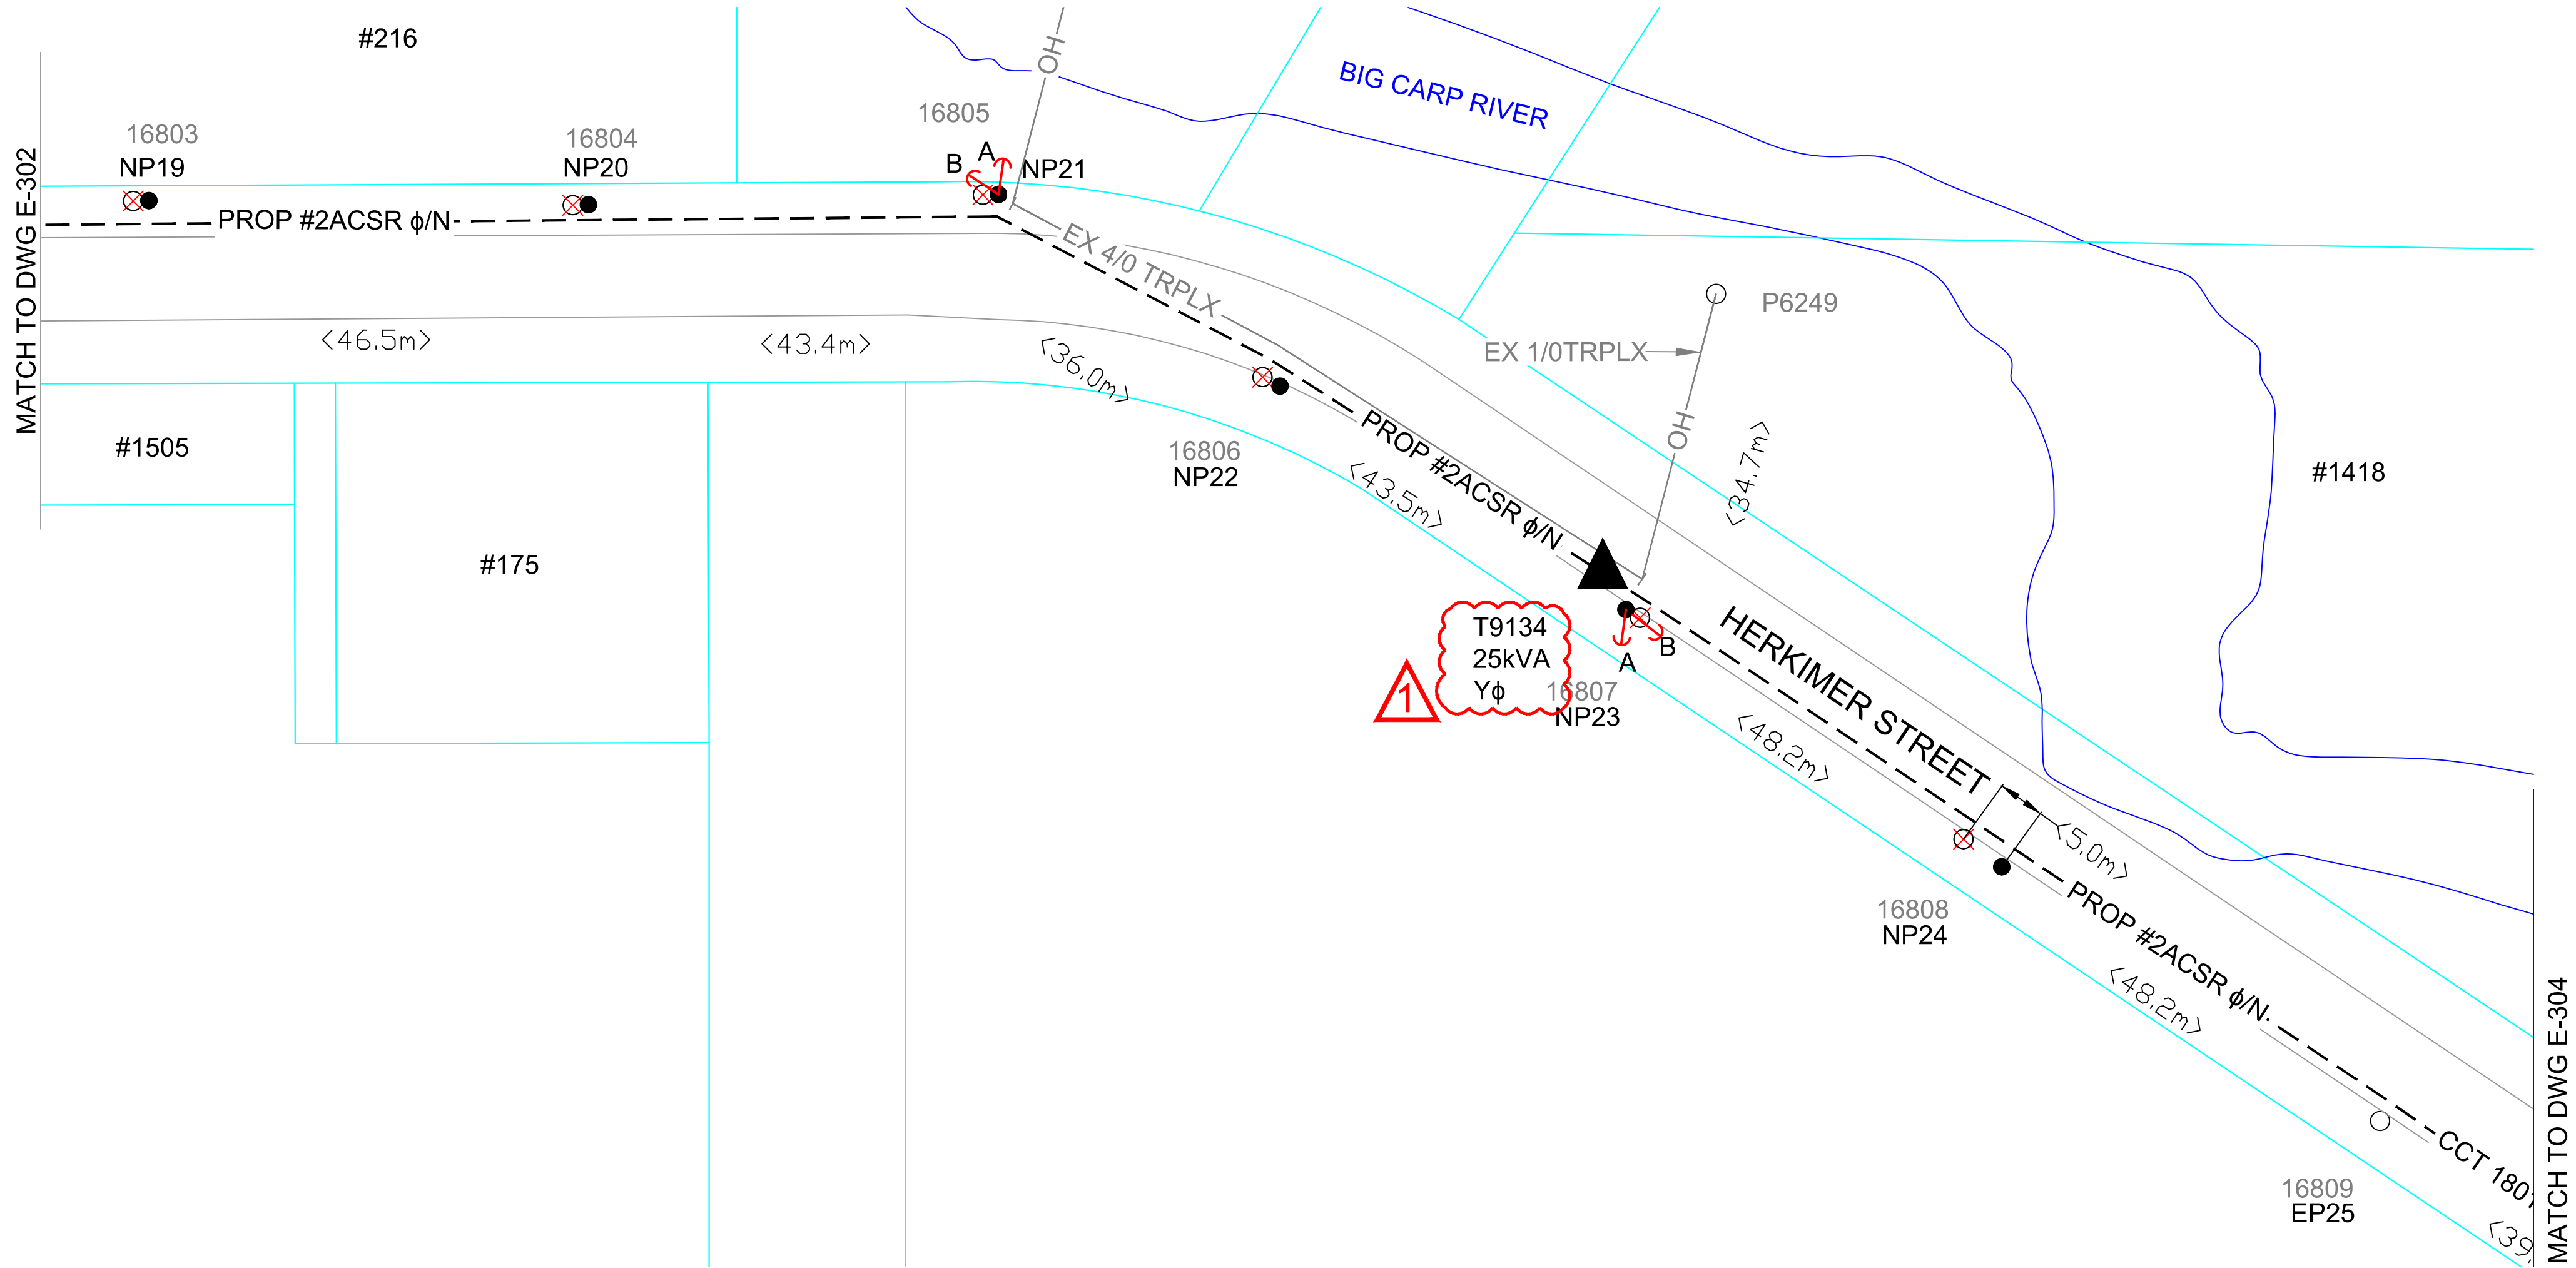 #216
OH
BIG CARP RIVER
16803
NP19
16804
NP20
16805
B
A
NP21
MATCH TO DWG E-302
PROP #2ACSR ϕ/N
EX 4/0 TRPLX
P6249
EX 1/0TRPLX
<46.5m>
<43.4m>
<36.0m>
OH
<34.7m>
#1505
16806
NP22
PROP #2ACSR ϕ/N
<43.5m>
#1418
#175
T9134
25kVA
Yϕ
1
A
B
16807
NP23
HERKIMER STREET
<48.2m>
<5.0m>
16808
NP24
PROP #2ACSR ϕ/N
<48.2m>
16809
EP25
CCT 1801
<39.
MATCH TO DWG E-304